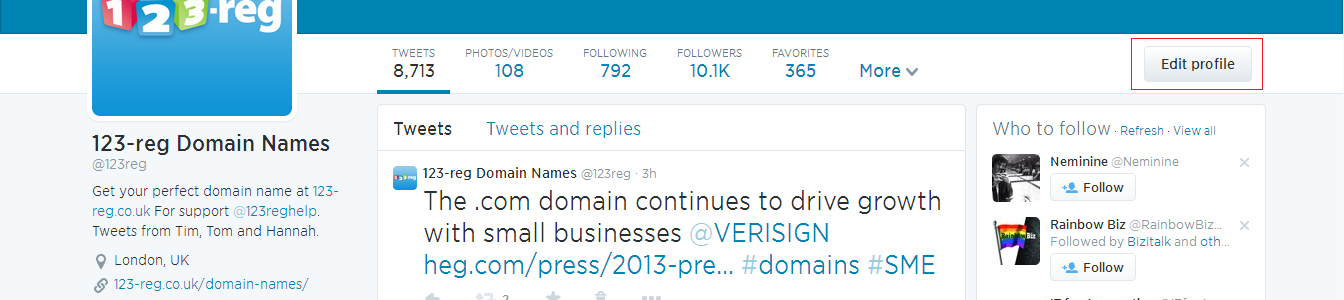 123-reg
TWEETS
8,713
PHOTOS/VIDEOS
108
FOLLOWING
792
FOLLOWERS
10.1K
FAVORITES
365
More
Edit profile
123-reg Domain Names
@123reg
Get your perfect domain name at 123-
reg.co.uk For support @123reghelp.
Tweets from Tim, Tom and Hannah.
London, UK
123-reg.co.uk/domain-names/
Tweets Tweets and replies
123-reg Domain Names @123reg · 3h
The .com domain continues to drive growth
with small businesses @VERISIGN
heg.com/press/2013-pre... #domains #SME
2
Who to follow · Refresh · View all
Neminine @Neminine
Follow
Rainbow Biz @RainbowBiz...
Followed by Bizitalk and oth...
Follow